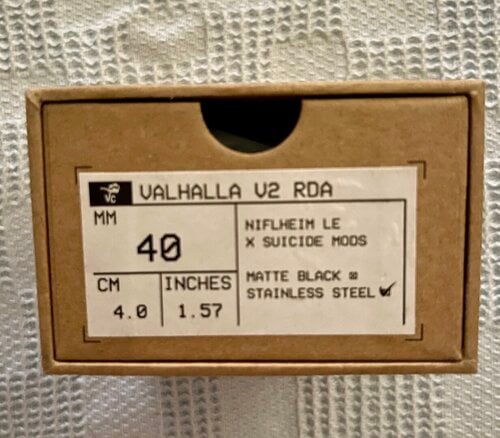 VC
VALHALLA V2 RDA
MM
40
CM
4.0
INCHES
1.57
NIFLHEIM LE
X SUICIDE MODS
MATTE BLACK
STAINLESS STEEL